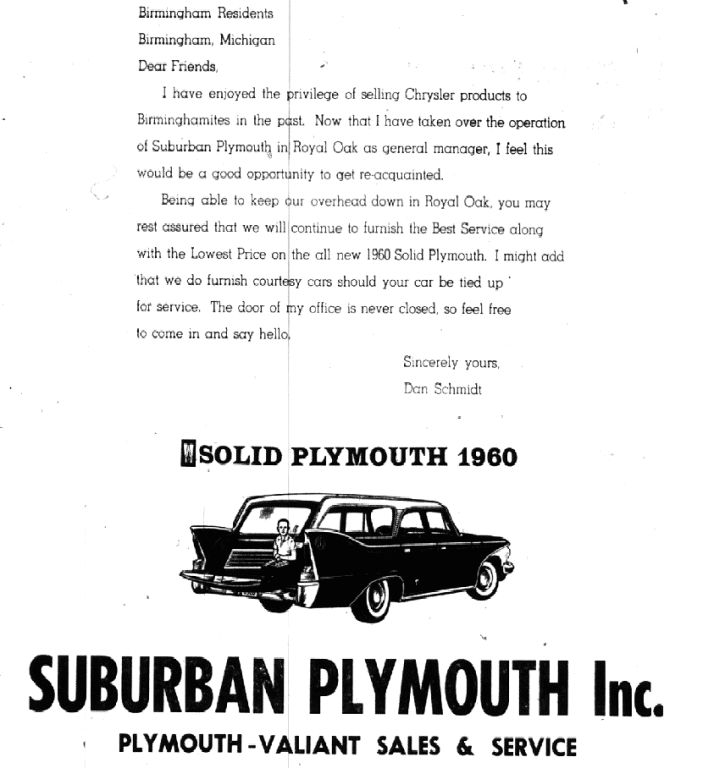 Birmingham Residents
Birmingham, Michigan
Dear Friends,
I have enjoyed the privilege of selling Chrysler products to
Birminghamites in the past. Now that I have taken over the operation
of Suburban Plymouth in Royal Oak as general manager, I feel this
would be a good opportunity to get re-acquainted.
Being able to keep our overhead down in Royal Oak, you may
rest assured that we will continue to furnish the Best Service along
with the Lowest Price on the all new 1960 Solid Plymouth. I might add
that we do furnish courtesy cars should your car be tied up
for service. The door of my office is never closed, so feel free
to come in and say hello.
Sincerely yours,
Dan Schmidt
SOLID PLYMOUTH 1960
SUBURBAN PLYMOUTH Inc.
PLYMOUTH-VALIANT SALES & SERVICE